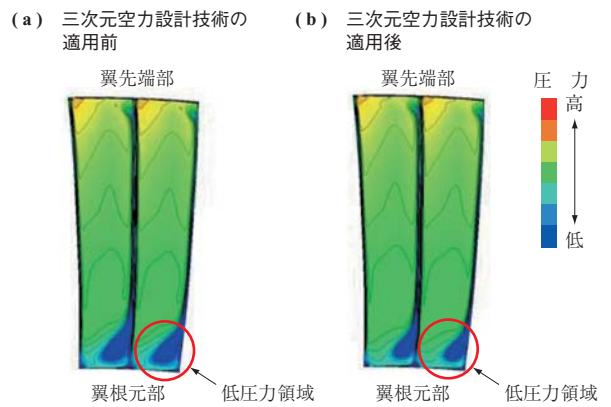 ( a ) 三次元空力設計技術の
適用前
翼先端部
翼根元部
低圧力領域
( b ) 三次元空力設計技術の
適用後
翼先端部
翼根元部
低圧力領域
圧 力
高
低